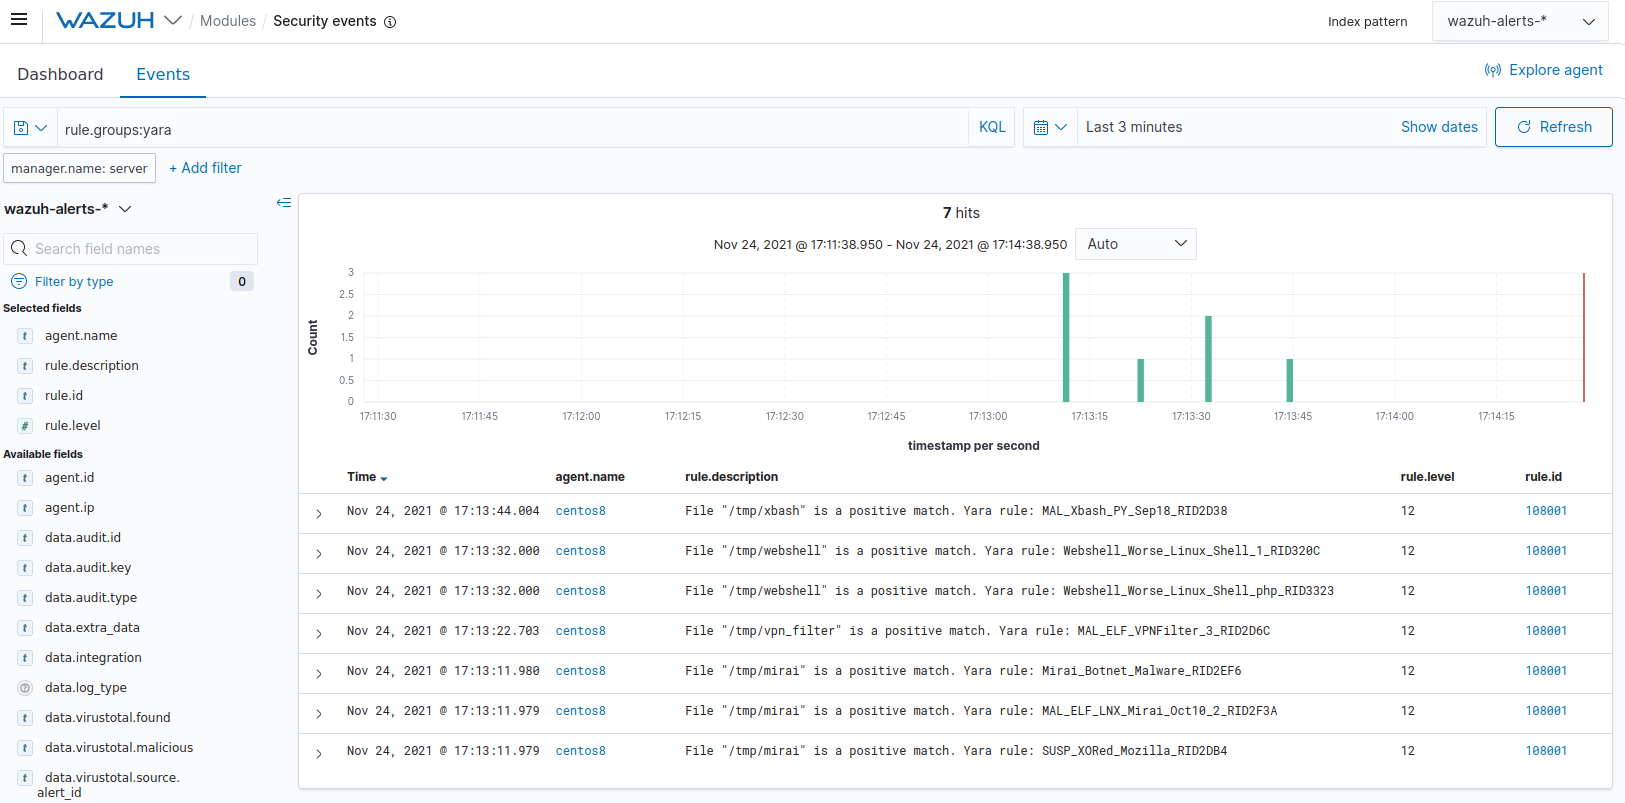 WAZUH / Modules / Security events Index pattern wazuh-alerts-*
Dashboard Events Explore agent
rule.groups:yara KQL Last 3 minutes Show dates Refresh
manager.name: server + Add filter
wazuh-alerts-*
Search field names
Filter by type 0
Selected fields
t agent.name
t rule.description
t rule.id
# rule.level
Available fields
t agent.id
t agent.ip
t data.audit.id
t data.audit.key
t data.audit.type
t data.extra_data
t data.integration
data.log_type
t data.virustotal.found
t data.virustotal.malicious
t data.virustotal.source.
alert_id
7 hits
Nov 24, 2021 @ 17:11:38.950 - Nov 24, 2021 @ 17:14:38.950 Auto
Count
3
2.5
2
1.5
1
0.5
0
17:11:30 17:11:45 17:12:00 17:12:15 17:12:30 17:12:45 17:13:00 17:13:15 17:13:30 17:13:45 17:14:00 17:14:15
timestamp per second
Time agent.name rule.description rule.level rule.id
Nov 24, 2021 @ 17:13:44.004 centos8 File "/tmp/xbash" is a positive match. Yara rule: MAL_Xbash_PY_Sep18_RID2D38 12 108001
Nov 24, 2021 @ 17:13:32.000 centos8 File "/tmp/webshell" is a positive match. Yara rule: Webshell_Worse_Linux_Shell_1_RID320C 12 108001
Nov 24, 2021 @ 17:13:32.000 centos8 File "/tmp/webshell" is a positive match. Yara rule: Webshell_Worse_Linux_Shell_php_RID3323 12 108001
Nov 24, 2021 @ 17:13:22.703 centos8 File "/tmp/vpn_filter" is a positive match. Yara rule: MAL_ELF_VPNFilter_3_RID2D6C 12 108001
Nov 24, 2021 @ 17:13:11.980 centos8 File "/tmp/mirai" is a positive match. Yara rule: Mirai_Botnet_Malware_RID2EF6 12 108001
Nov 24, 2021 @ 17:13:11.979 centos8 File "/tmp/mirai" is a positive match. Yara rule: MAL_ELF_LNX_Mirai_Oct10_2_RID2F3A 12 108001
Nov 24, 2021 @ 17:13:11.979 centos8 File "/tmp/mirai" is a positive match. Yara rule: SUSP_XORed_Mozilla_RID2DB4 12 108001